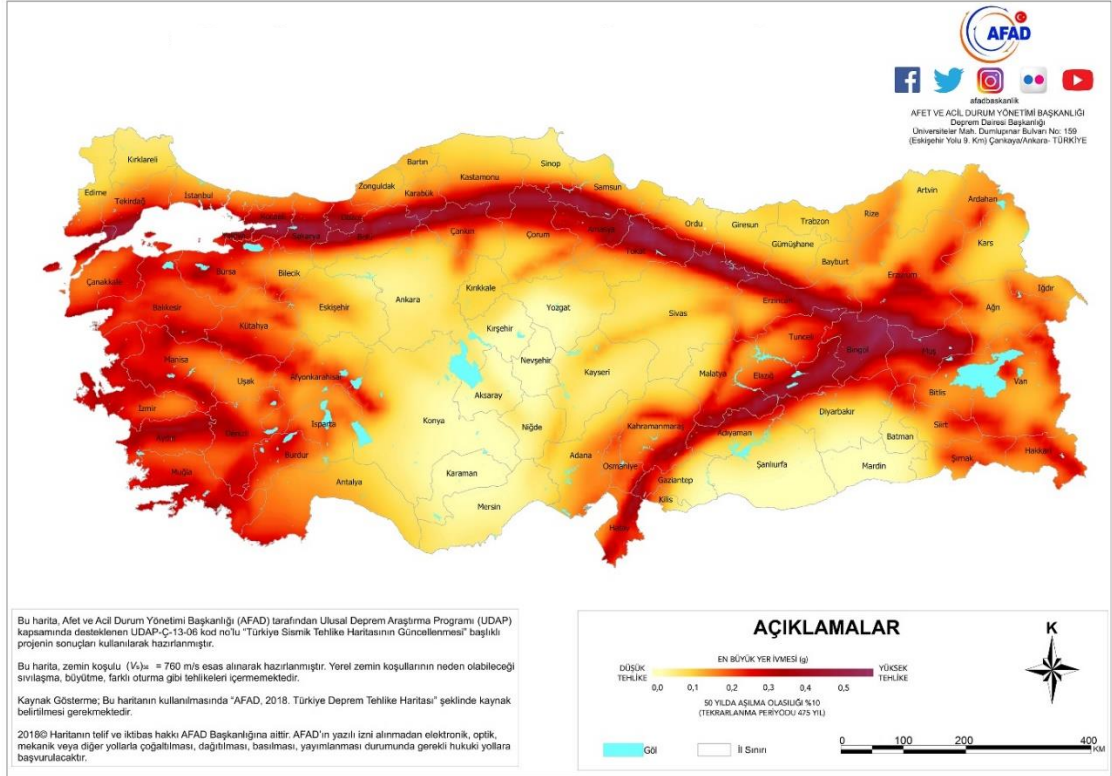 AFAD
afadbaskanlik
AFET VE ACİL DURUM YÖNETİMİ BAŞKANLIĞI
Deprem Dairesi Başkanlığı
Üniversiteler Mah. Dumlupınar Bulvarı No: 159
(Eskişehir Yolu 9. Km) Çankaya/Ankara- TÜRKİYE
Kırklareli
Edirne
Tekirdağ
İstanbul
Zonguldak
Bartın
Karabük
Kastamonu
Sinop
Samsun
Ordu
Giresun
Trabzon
Rize
Artvin
Ardahan
Kars
Gümüşhane
Bayburt
Erzurum
Iğdır
Ağrı
Sakarya
Bolu
Çankırı
Çorum
Amasya
Tokat
Çanakkale
Bursa
Bilecik
Eskişehir
Ankara
Kırıkkale
Yozgat
Sivas
Erzincan
Tunceli
Bingöl
Muş
Balıkesir
Kütahya
Kırşehir
Nevşehir
Kayseri
Malatya
Elazığ
Bitlis
Van
Manisa
Uşak
Afyonkarahisar
Aksaray
Konya
Niğde
Kahramanmaraş
Adıyaman
Diyarbakır
Batman
Siirt
İzmir
Aydın
Denizli
Isparta
Burdur
Muğla
Antalya
Karaman
Mersin
Adana
Osmaniye
Gaziantep
Kilis
Hatay
Şanlıurfa
Mardin
Şırnak
Hakkari
Bu harita, Afet ve Acil Durum Yönetimi Başkanlığı (AFAD) tarafından Ulusal Deprem Araştırma Programı (UDAP)
kapsamında desteklenen UDAP-Ç-13-06 kod no'lu "Türkiye Sismik Tehlike Haritasının Güncellenmesi" başlıklı
projenin sonuçları kullanılarak hazırlanmıştır.
Bu harita, zemin koşulu (Vs)30 = 760 m/s esas alınarak hazırlanmıştır. Yerel zemin koşullarının neden olabileceği
sıvılaşma, büyütme, farklı oturma gibi tehlikeleri içermemektedir.
Kaynak Gösterme; Bu haritanın kullanılmasında "AFAD, 2018. Türkiye Deprem Tehlike Haritası" şeklinde kaynak
belirtilmesi gerekmektedir.
2018© Haritanın telif ve iktibas hakkı AFAD Başkanlığına aittir. AFAD'ın yazılı izni alınmadan elektronik, optik,
mekanik veya diğer yollarla çoğaltılması, dağıtılması, basılması, yayımlanması durumunda gerekli hukuki yollara
başvurulacaktır.
AÇIKLAMALAR
EN BÜYÜK YER İVMESİ (g)
DÜŞÜK TEHLİKE
YÜKSEK TEHLİKE
0,0 0,1 0,2 0,3 0,4 0,5
50 YILDA AŞILMA OLASILIĞI %10
(TEKRARLANMA PERİYODU 475 YIL)
Göl
İl Sınırı
K
0 100 200 400
KM